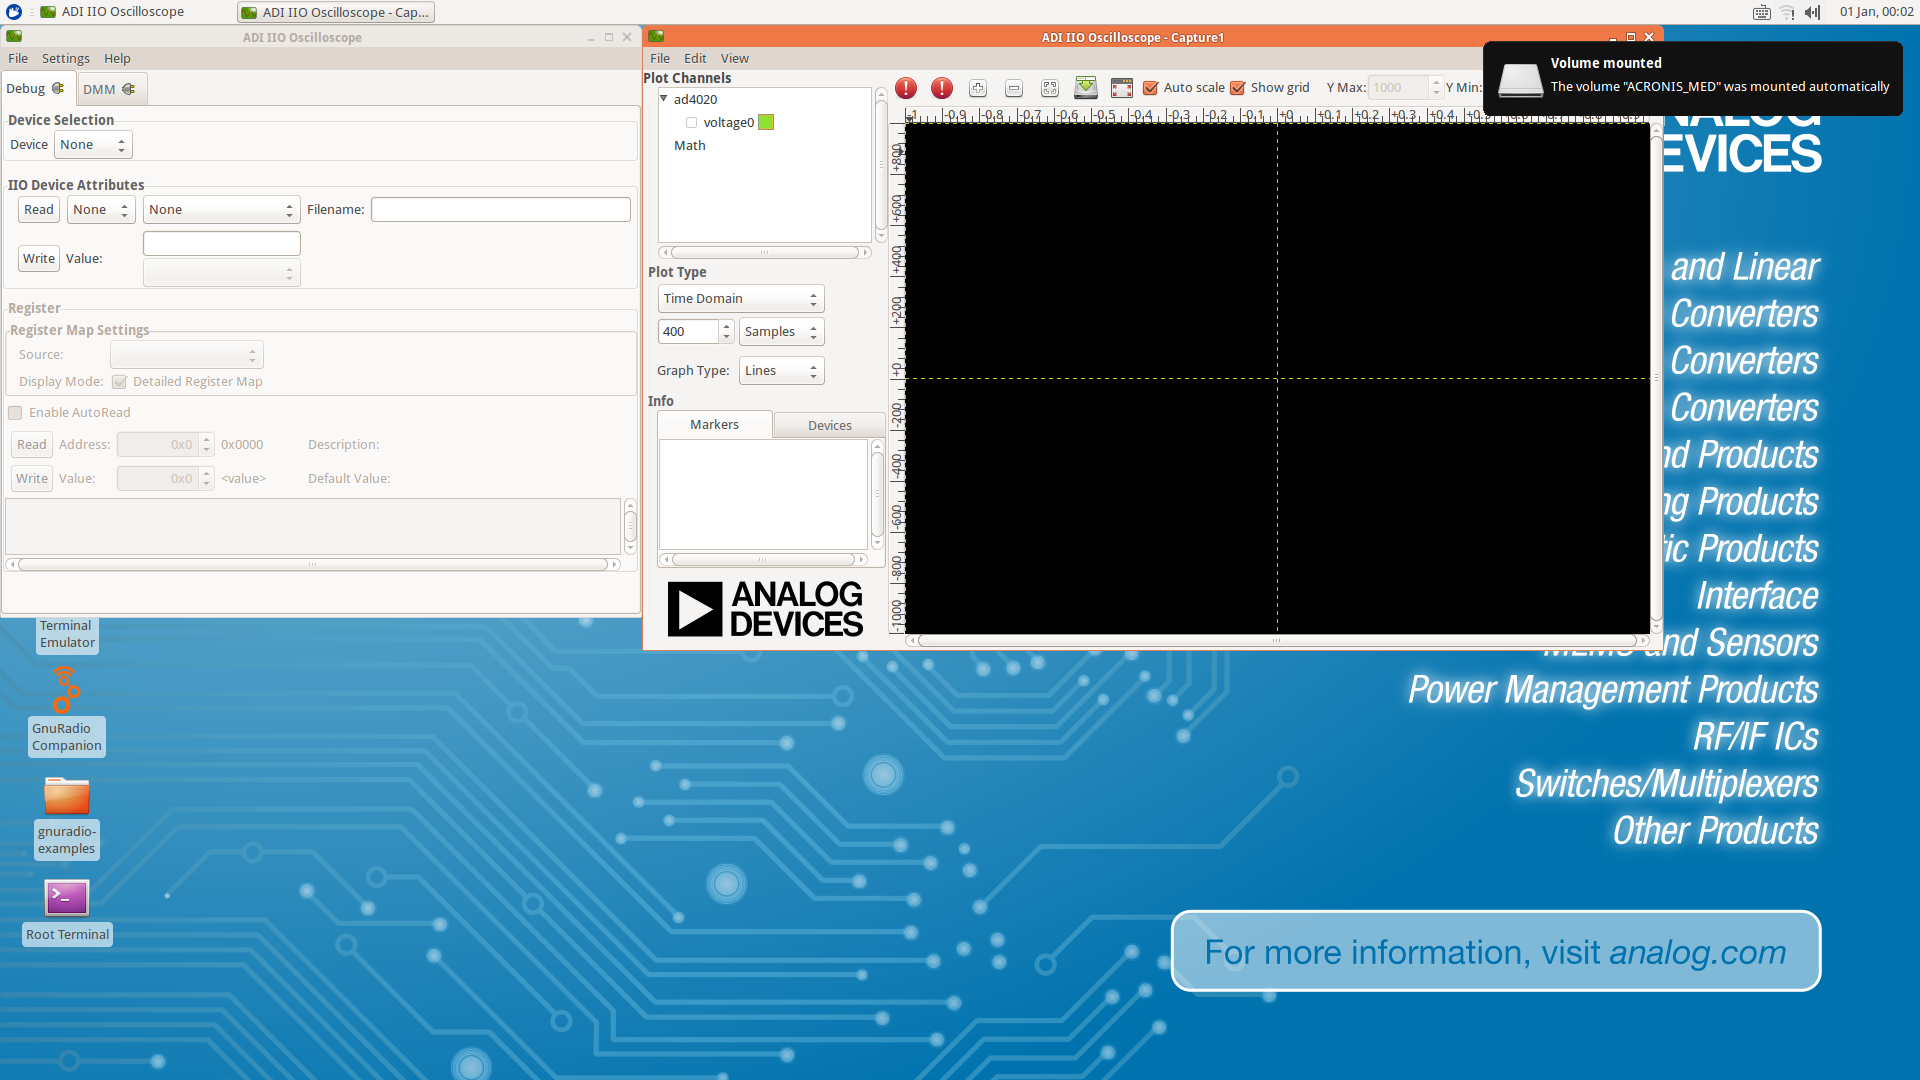 ADI IIO Oscilloscope
ADI IIO Oscilloscope - Cap...
01 Jan, 00:02
ADI IIO Oscilloscope
File Settings Help
Debug DMM
Device Selection
Device None
IIO Device Attributes
Read None None Filename:
Write Value:
Register
Register Map Settings
Source:
Display Mode: Detailed Register Map
Enable AutoRead
Read Address: 0x0 0x0000 Description:
Write Value: 0x0 <value> Default Value:
ADI IIO Oscilloscope - Capture1
File Edit View
Plot Channels
ad4020
voltage0
Math
Plot Type
Time Domain
400 Samples
Graph Type: Lines
Info
Markers Devices
ANALOG
DEVICES
Auto scale Show grid Y Max: 1000 Y Min:
-1 -0.9 -0.8 -0.7 -0.6 -0.5 -0.4 -0.3 -0.2 -0.1 +0 +0.1 +0.2 +0.3 +0.4
+800
+600
+400
+200
+0
-200
-400
-600
-800
-1000
Volume mounted
The volume "ACRONIS_MED" was mounted automatically
EVICES
and Linear
Converters
Converters
Converters
nd Products
ng Products
tic Products
Interface
MEMS and Sensors
Power Management Products
RF/IF ICs
Switches/Multiplexers
Other Products
For more information, visit analog.com
Terminal
Emulator
GnuRadio
Companion
gnuradio-
examples
Root Terminal